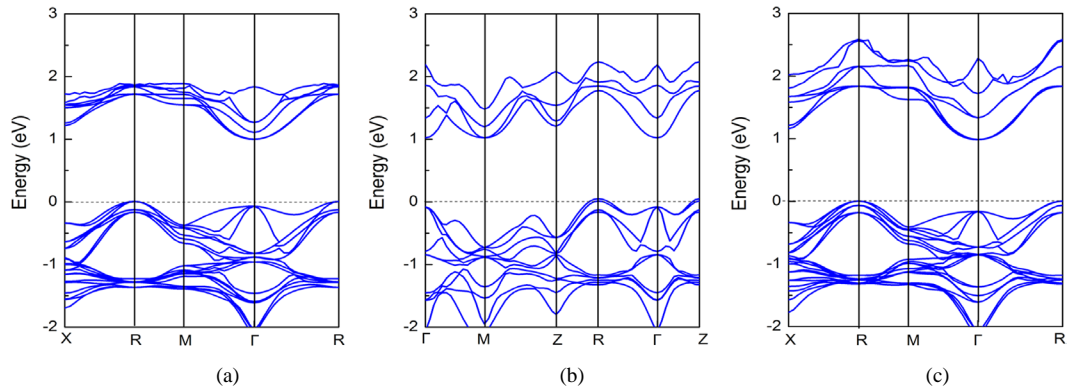 3
2
1
0
-1
-2
Energy (eV)
X R M Γ R
(a)
3
2
1
0
-1
-2
Energy (eV)
Γ M Z R Γ Z
(b)
3
2
1
0
-1
-2
Energy (eV)
X R M Γ R
(c)